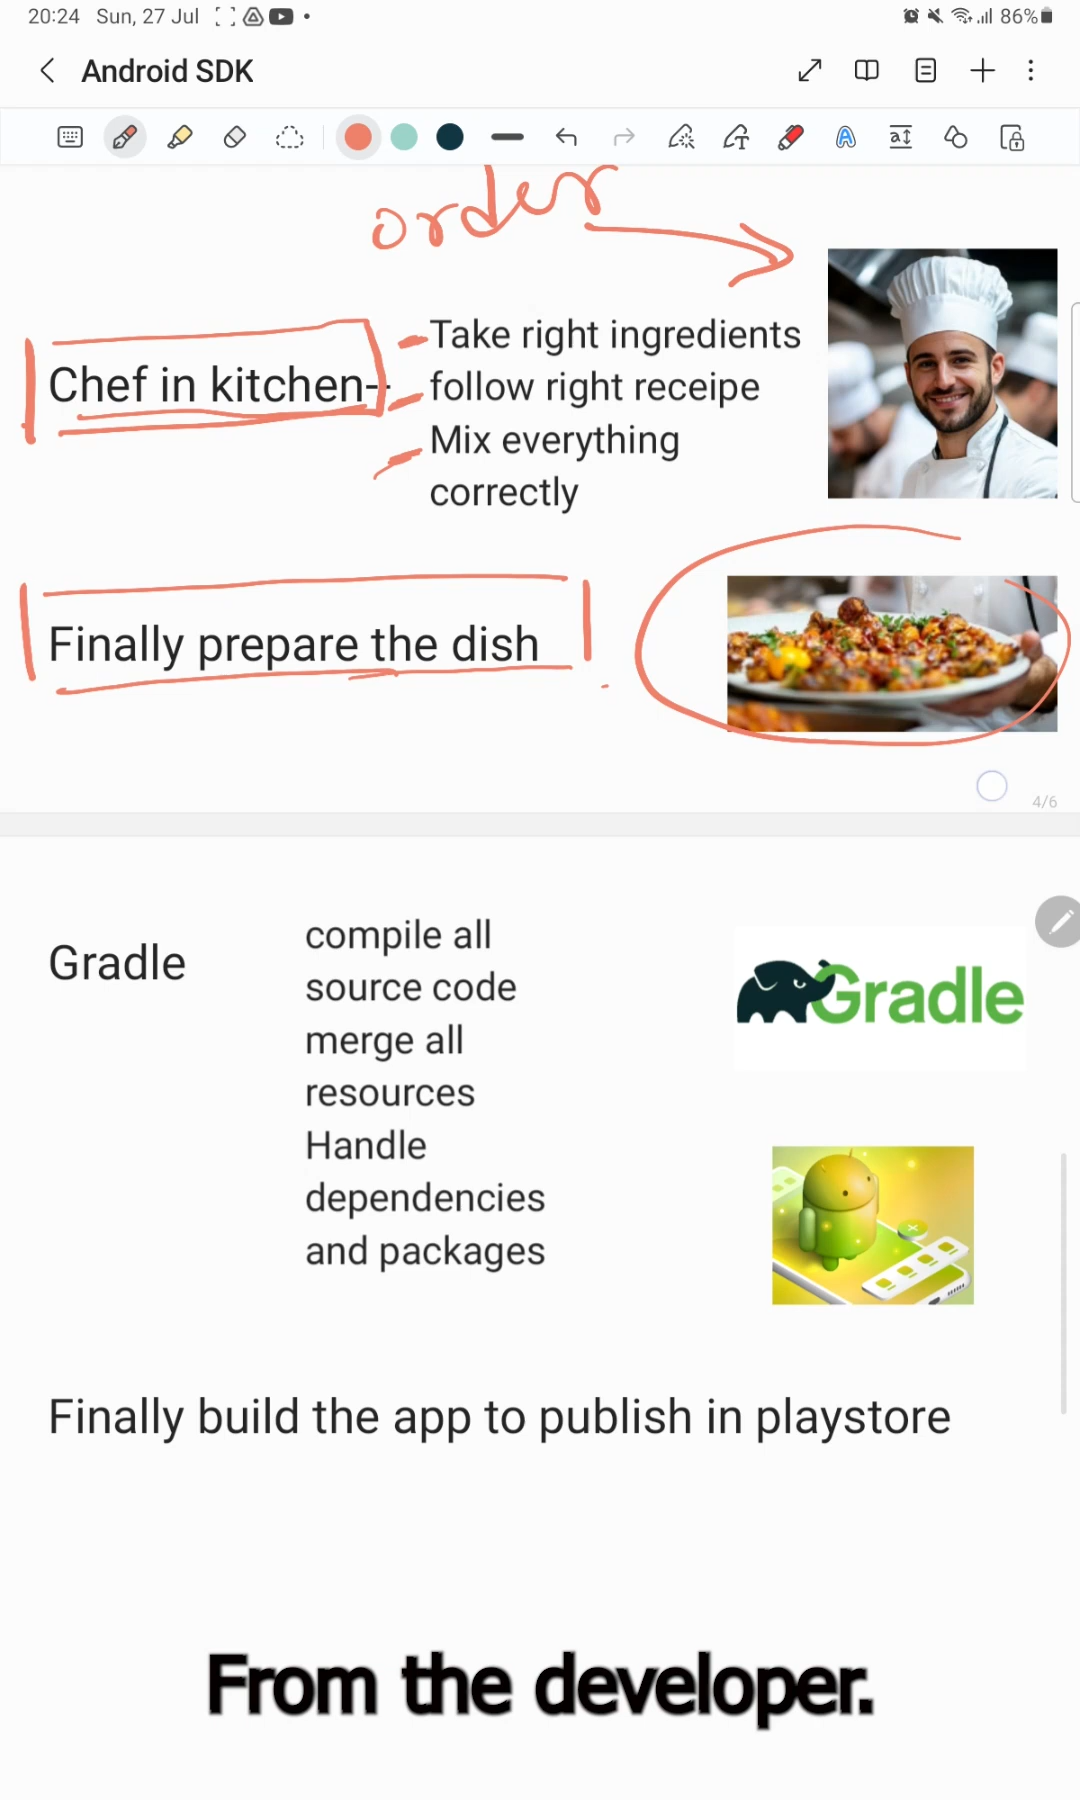 20:24 Sun, 27 Jul
86%
Android SDK
order
Take right ingredients
Chef in kitchen-
follow right receipe
Mix everything
correctly
Finally prepare the dish
4/6
Gradle
compile all
source code
merge all
resources
Handle
dependencies
and packages
Gradle
Finally build the app to publish in playstore
From the developer.